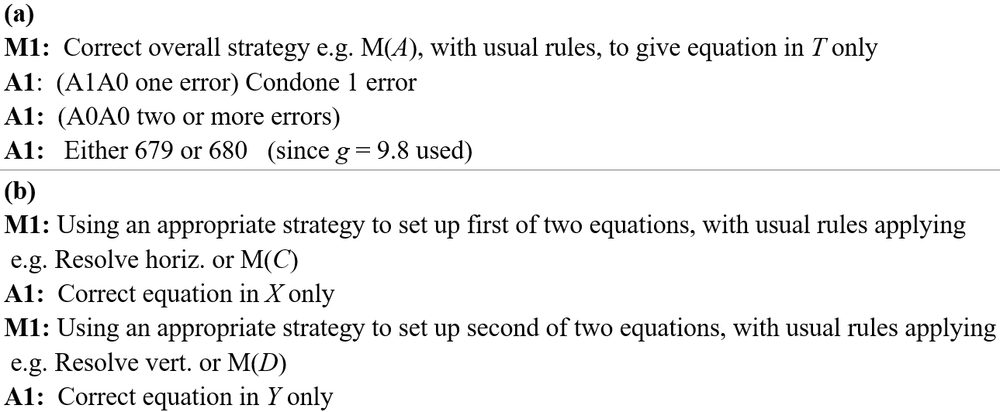 (a)
M1: Correct overall strategy e.g. M(A), with usual rules, to give equation in T only
A1: (A1A0 one error) Condone 1 error
A1: (A0A0 two or more errors)
A1: Either 679 or 680 (since g = 9.8 used)
(b)
M1: Using an appropriate strategy to set up first of two equations, with usual rules applying
e.g. Resolve horiz. or M(C)
A1: Correct equation in X only
M1: Using an appropriate strategy to set up second of two equations, with usual rules applying
e.g. Resolve vert. or M(D)
A1: Correct equation in Y only